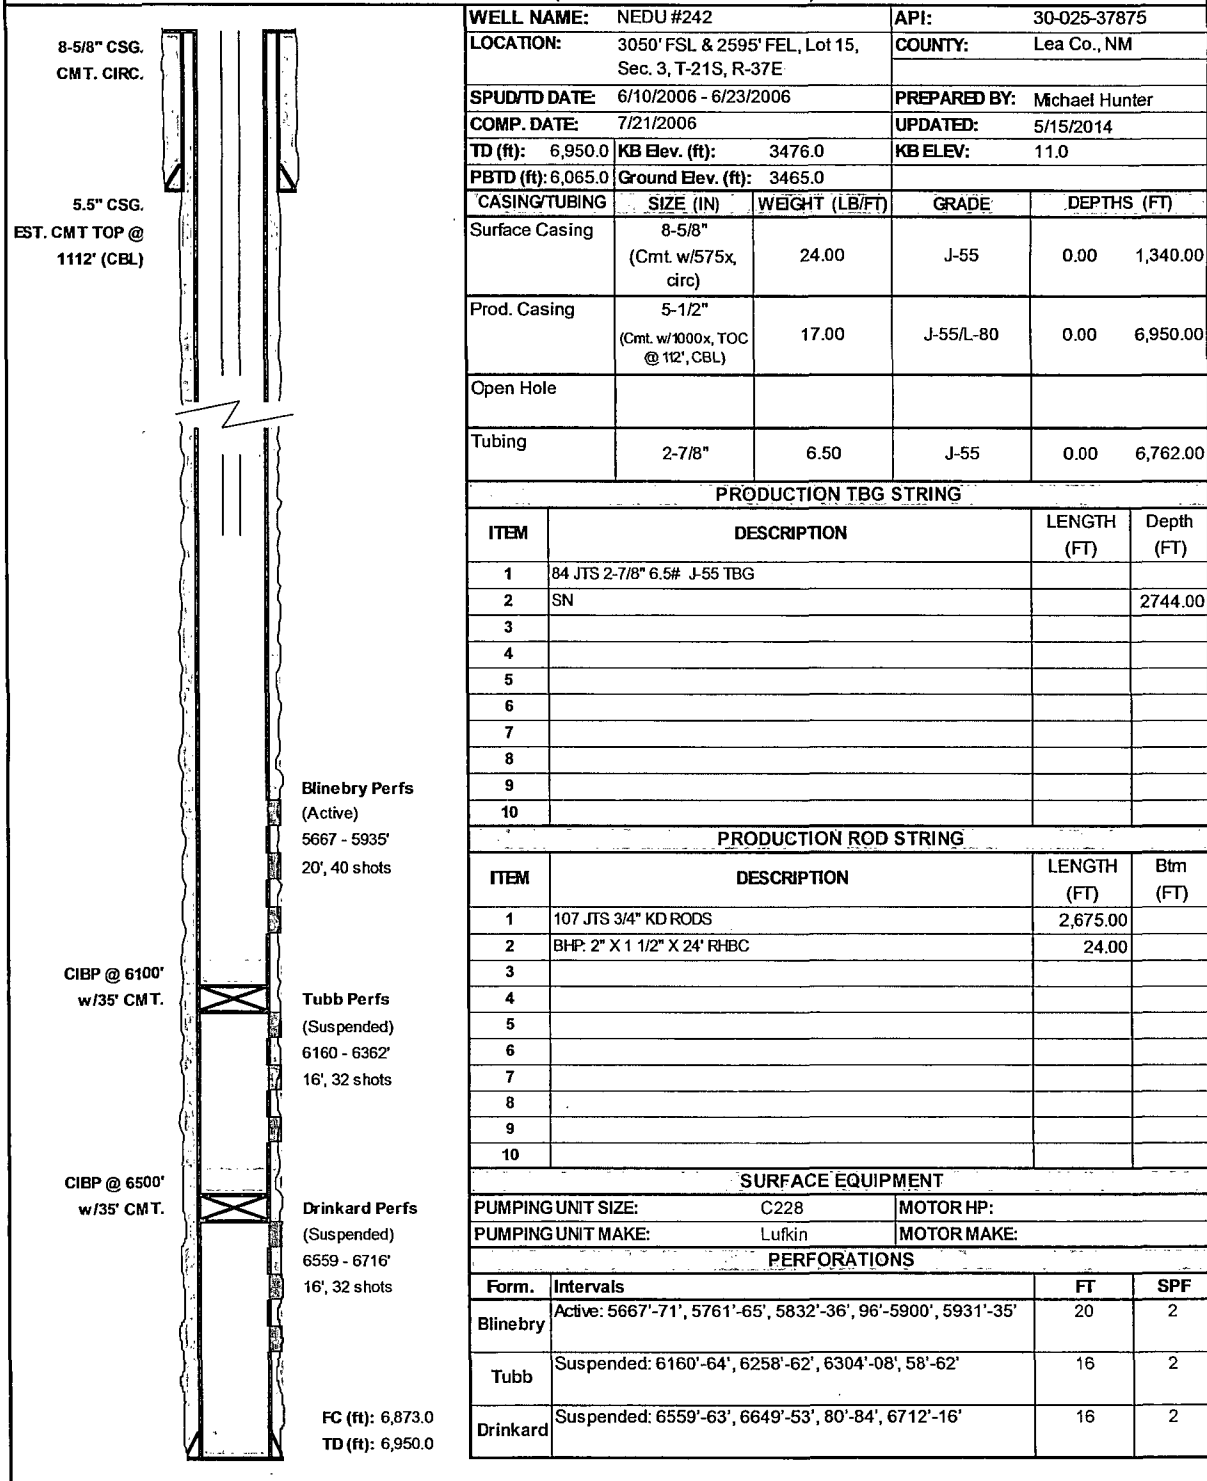 WELL NAME: NEDU #242 API: 30-025-37875
LOCATION: 3050' FSL & 2595' FEL, Lot 15, COUNTY: Lea Co., NM
Sec. 3, T-21S, R-37E
SPUD/TD DATE: 6/10/2006 - 6/23/2006 PREPARED BY: Michael Hunter
COMP. DATE: 7/21/2006 UPDATED: 5/15/2014
TD (ft): 6,950.0 KB Elev. (ft): 3476.0 KB ELEV: 11.0
PBTD (ft): 6,065.0 Ground Elev. (ft): 3465.0
CASING/TUBING SIZE (IN) WEIGHT (LB/FT) GRADE DEPTHS (FT)
Surface Casing 8-5/8"
(Cmt. w/575x, 24.00 J-55 0.00 1,340.00
circ)
Prod. Casing 5-1/2"
(Cmt. w/1000x, TOC 17.00 J-55/L-80 0.00 6,950.00
@ 112', CBL)
Open Hole
Tubing 2-7/8" 6.50 J-55 0.00 6,762.00
PRODUCTION TBG STRING
ITEM DESCRIPTION LENGTH Depth
(FT) (FT)
1 84 JTS 2-7/8" 6.5# J-55 TBG
2 SN 2744.00
3
4
5
6
7
8
9
10
PRODUCTION ROD STRING
ITEM DESCRIPTION LENGTH Btm
(FT) (FT)
1 107 JTS 3/4" KD RODS 2,675.00
2 BHP: 2" X 1 1/2" X 24' RHBC 24.00
3
4
5
6
7
8
9
10
SURFACE EQUIPMENT
PUMPING UNIT SIZE: C228 MOTOR HP:
PUMPING UNIT MAKE: Lufkin MOTOR MAKE:
PERFORATIONS
Form. Intervals FT SPF
Blinebry Active: 5667'-71', 5761'-65', 5832'-36', 96'-5900', 5931'-35' 20 2
Tubb Suspended: 6160'-64', 6258'-62', 6304'-08', 58'-62' 16 2
Drinkard Suspended: 6559'-63', 6649'-53', 80'-84', 6712'-16' 16 2
8-5/8" CSG.
CMT. CIRC.
5.5" CSG.
EST. CMT TOP @
1112' (CBL)
Blinebry Perfs
(Active)
5667 - 5935'
20', 40 shots
CIBP @ 6100'
w/35' CMT.
Tubb Perfs
(Suspended)
6160 - 6362'
16', 32 shots
CIBP @ 6500'
w/35' CMT.
Drinkard Perfs
(Suspended)
6559 - 6716'
16', 32 shots
FC (ft): 6,873.0
TD (ft): 6,950.0